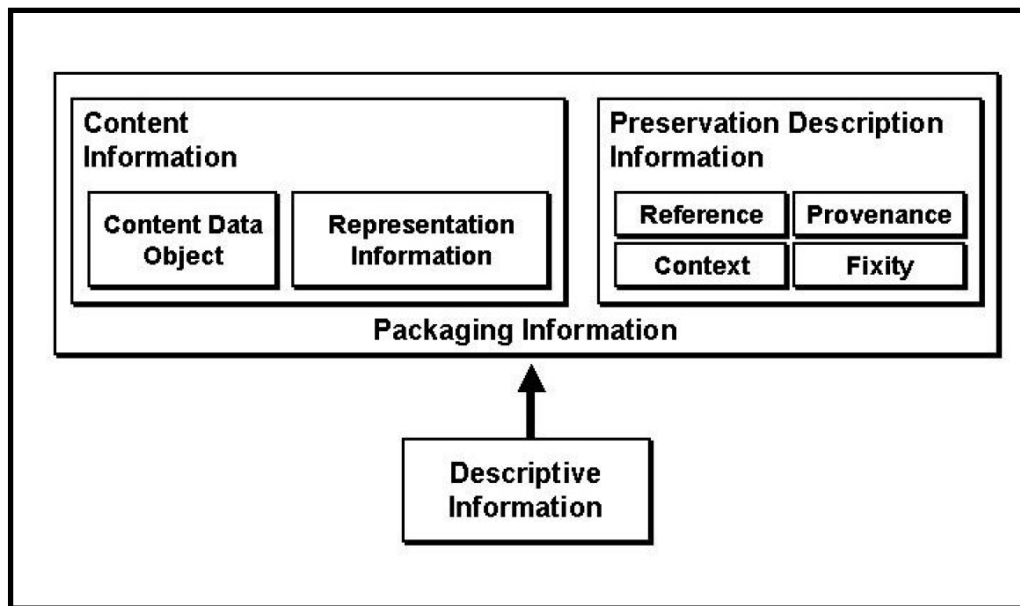 Content
Information
Content Data
Object
Representation
Information
Preservation Description
Information
Reference
Provenance
Context
Fixity
Packaging Information
Descriptive
Information